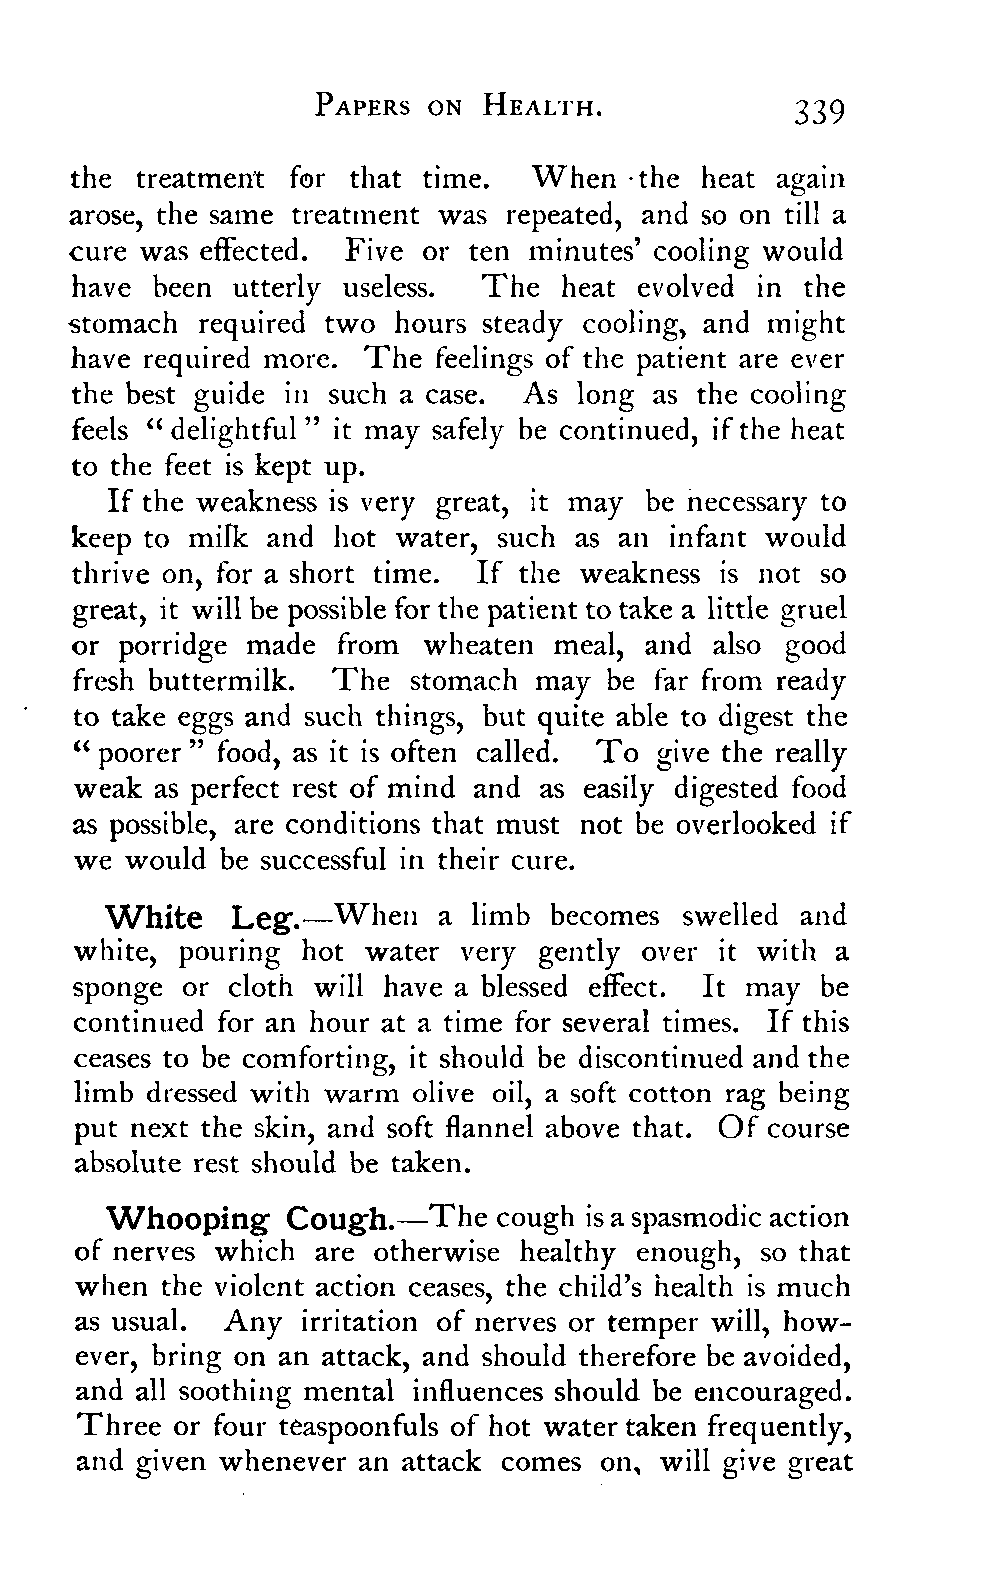 PAPERS ON HEALTH. 339
the treatment for that time. When the heat again
arose, the same treatment was repeated, and so on till a
cure was effected. Five or ten minutes' cooling would
have been utterly useless. The heat evolved in the
stomach required two hours steady cooling, and might
have required more. The feelings of the patient are ever
the best guide in such a case. As long as the cooling
feels "delightful" it may safely be continued, if the heat
to the feet is kept up.
If the weakness is very great, it may be necessary to
keep to milk and hot water, such as an infant would
thrive on, for a short time. If the weakness is not so
great, it will be possible for the patient to take a little gruel
or porridge made from wheaten meal, and also good
fresh buttermilk. The stomach may be far from ready
to take eggs and such things, but quite able to digest the
"poorer" food, as it is often called. To give the really
weak as perfect rest of mind and as easily digested food
as possible, are conditions that must not be overlooked if
we would be successful in their cure.
White Leg.—When a limb becomes swelled and
white, pouring hot water very gently over it with a
sponge or cloth will have a blessed effect. It may be
continued for an hour at a time for several times. If this
ceases to be comforting, it should be discontinued and the
limb dressed with warm olive oil, a soft cotton rag being
put next the skin, and soft flannel above that. Of course
absolute rest should be taken.
Whooping Cough.—The cough is a spasmodic action
of nerves which are otherwise healthy enough, so that
when the violent action ceases, the child's health is much
as usual. Any irritation of nerves or temper will, how-
ever, bring on an attack, and should therefore be avoided,
and all soothing mental influences should be encouraged.
Three or four teaspoonfuls of hot water taken frequently,
and given whenever an attack comes on, will give great